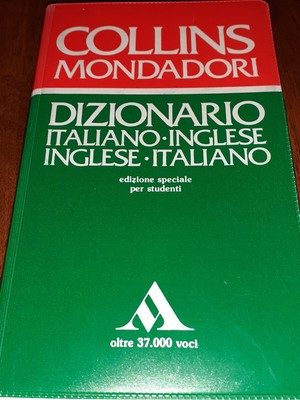 COLLINS
MONDADORI
DIZIONARIO
ITALIANO·INGLESE
INGLESE·ITALIANO
edizione speciale
per studenti
oltre 37.000 voci